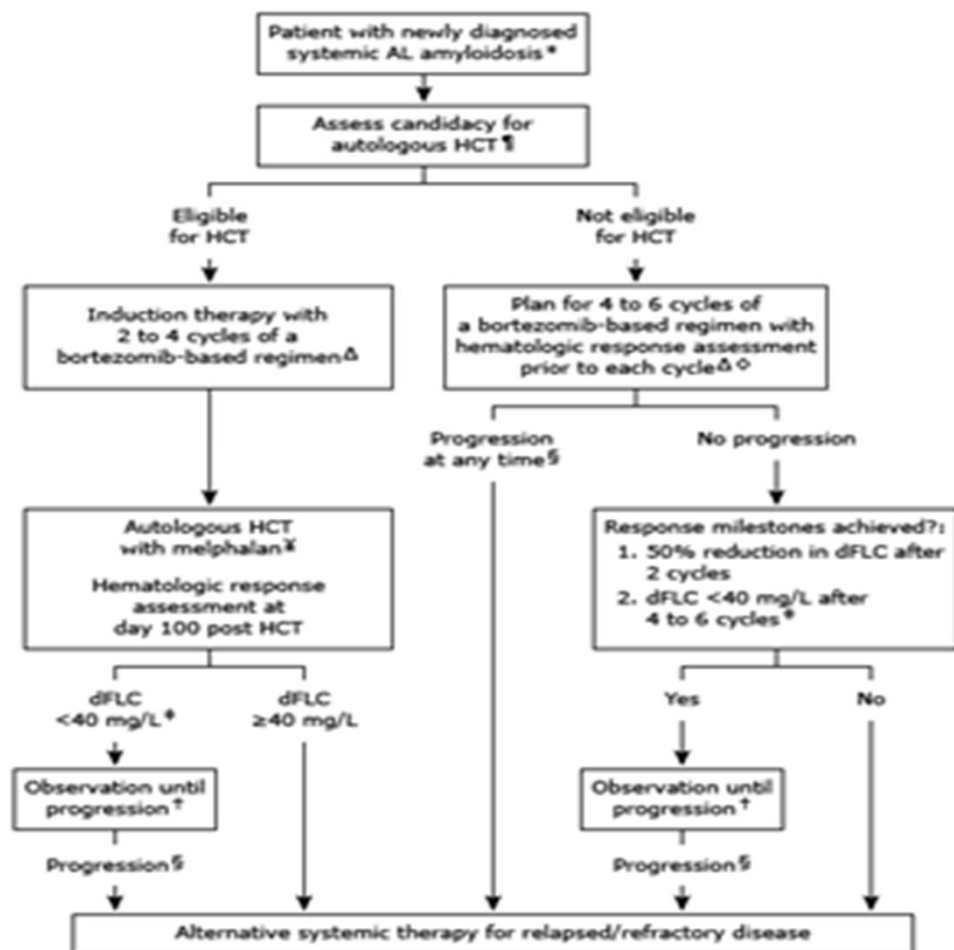 Patient with newly diagnosed
systemic AL amyloidosis*
Assess candidacy for
autologous HCT¶
Eligible
for HCT
Not eligible
for HCT
Induction therapy with
2 to 4 cycles of a
bortezomib-based regimenΔ
Plan for 4 to 6 cycles of
a bortezomib-based regimen with
hematologic response assessment
prior to each cycleΔ◊
Progression
at any time§
No progression
Autologous HCT
with melphalan¥
Hematologic response
assessment at
day 100 post HCT
Response milestones achieved?:
1. 50% reduction in dFLC after
2 cycles
2. dFLC <40 mg/L after
4 to 6 cycles‡
dFLC
<40 mg/L‡
dFLC
≥40 mg/L
Yes
No
Observation until
progression†
Observation until
progression†
Progression§
Progression§
Alternative systemic therapy for relapsed/refractory disease